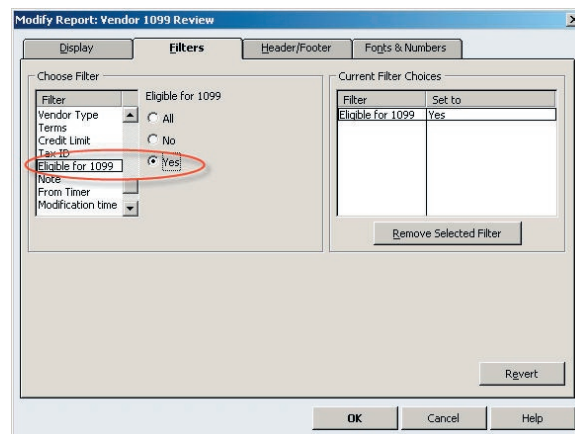 Modify Report: Vendor 1099 Review
Display Filters Header/Footer Fonts & Numbers
Choose Filter
Filter
Vendor Type
Terms
Credit Limit
Tax ID
Eligible for 1099
Note
From Timer
Modification time
Eligible for 1099
All
No
Yes
Current Filter Choices
Filter Set to
Eligible for 1099 Yes
Remove Selected Filter
Revert
OK Cancel Help